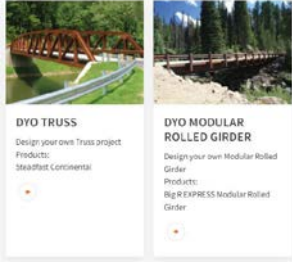 DYO TRUSS
Design your own Truss project
Products:
Steadfast Continental
DYO MODULAR
ROLLED GIRDER
Design your own Modular Rolled
Girder
Products:
Big R EXPRESS Modular Rolled
Girder